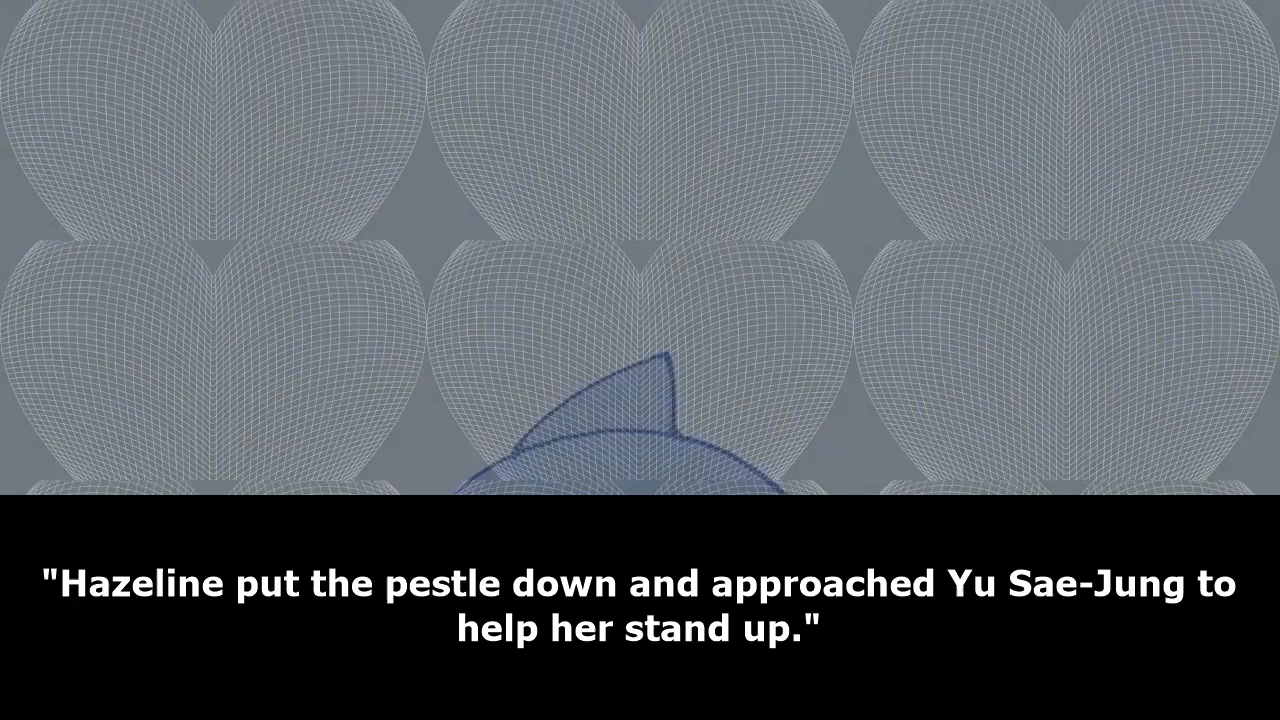 "Hazeline put the pestle down and approached Yu Sae-Jung to
help her stand up."